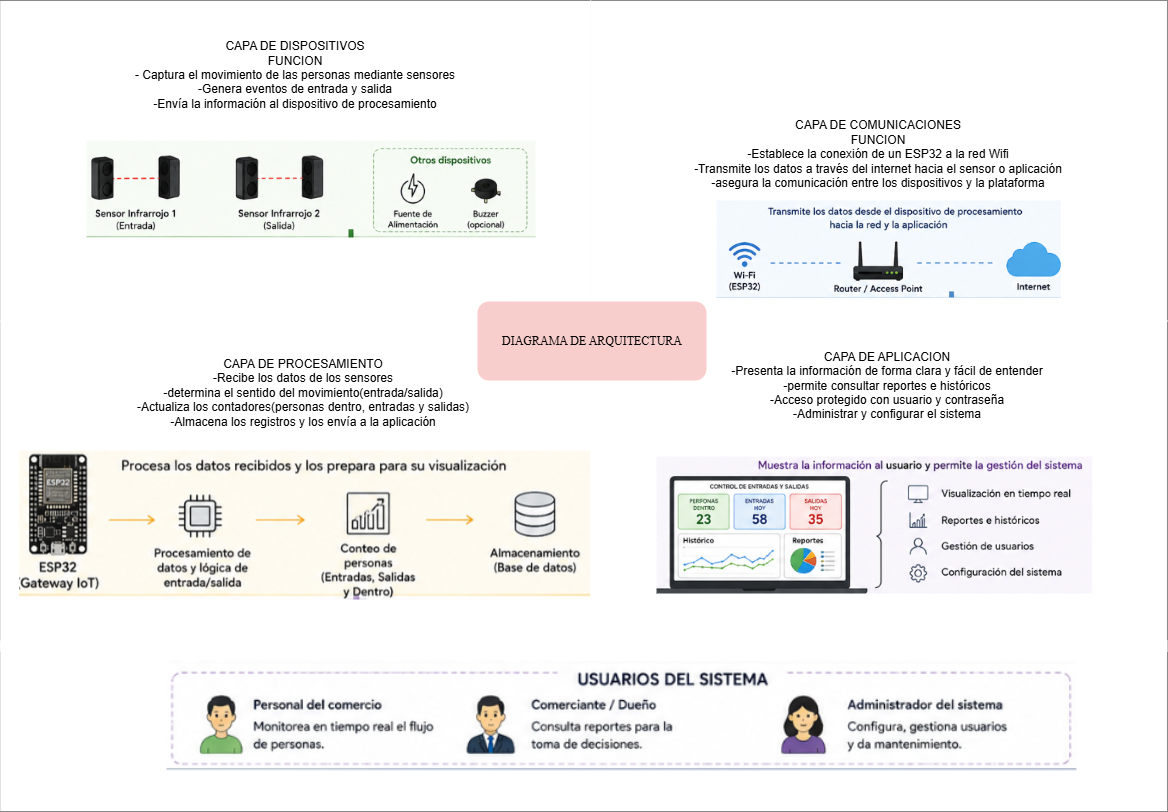 CAPA DE DISPOSITIVOS
FUNCION
- Captura el movimiento de las personas mediante sensores
-Genera eventos de entrada y salida
-Envía la información al dispositivo de procesamiento
Otros dispositivos
Sensor Infrarrojo 1
(Entrada)
Sensor Infrarrojo 2
(Salida)
Fuente de
Alimentación
Buzzer
(opcional)
CAPA DE COMUNICACIONES
FUNCION
-Establece la conexión de un ESP32 a la red Wifi
-Transmite los datos a través del internet hacia el sensor o aplicación
-asegura la comunicación entre los dispositivos y la plataforma
Transmite los datos desde el dispositivo de procesamiento
hacia la red y la aplicación
Wi-Fi
(ESP32)
Router / Access Point
Internet
DIAGRAMA DE ARQUITECTURA
CAPA DE PROCESAMIENTO
-Recibe los datos de los sensores
-determina el sentido del movimiento(entrada/salida)
-Actualiza los contadores(personas dentro, entradas y salidas)
-Almacena los registros y los envía a la aplicación
Procesa los datos recibidos y los prepara para su visualización
ESP32
ESP32
(Gateway IoT)
Procesamiento de
datos y lógica de
entrada/salida
Conteo de
personas
(Entradas, Salidas
y Dentro)
Almacenamiento
(Base de datos)
CAPA DE APLICACION
-Presenta la información de forma clara y fácil de entender
-permite consultar reportes e históricos
-Acceso protegido con usuario y contraseña
-Administrar y configurar el sistema
Muestra la información al usuario y permite la gestión del sistema
CONTROL DE ENTRADAS Y SALIDAS
PERFONAS
DENTRO
23
ENTRADAS
HOY
58
SALIDAS
HOY
35
Histórico
Reportes
Visualización en tiempo real
Reportes e históricos
Gestión de usuarios
Configuración del sistema
USUARIOS DEL SISTEMA
Personal del comercio
Monitorea en tiempo real el flujo
de personas.
Comerciante / Dueño
Consulta reportes para la
toma de decisiones.
Administrador del sistema
Configura, gestiona usuarios
y da mantenimiento.